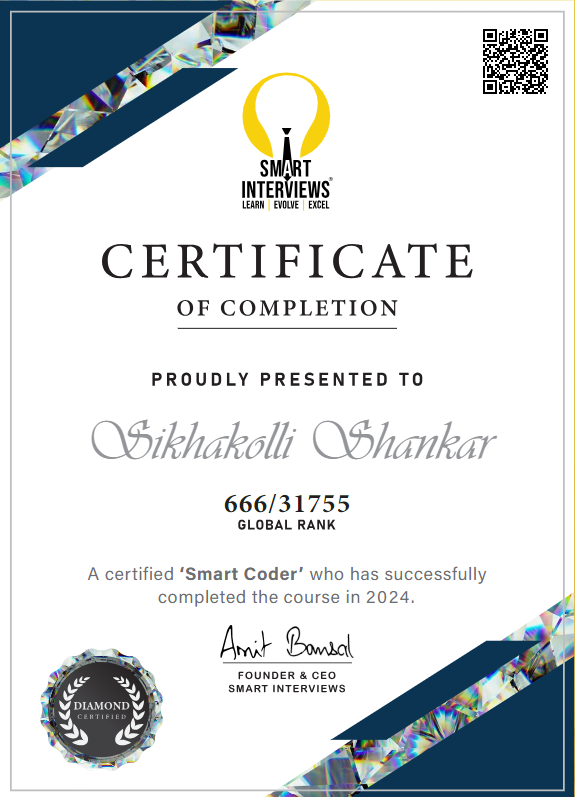 SMART
INTERVIEWS®
LEARN | EVOLVE | EXCEL
CERTIFICATE
OF COMPLETION
PROUDLY PRESENTED TO
Sikhakolli Shankar
666/31755
GLOBAL RANK
A certified ‘Smart Coder’ who has successfully
completed the course in 2024.
Amit Bansal
FOUNDER & CEO
SMART INTERVIEWS
DIAMOND
CERTIFIED